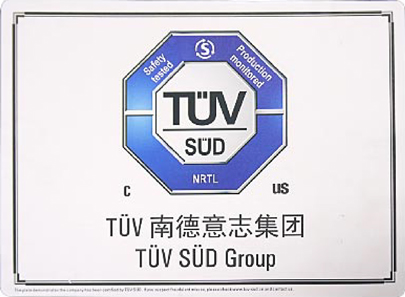 Safety tested
S
Production monitored
TÜV
SÜD
NRTL
C
US
TÜV 南德意志集团
TÜV SÜD Group